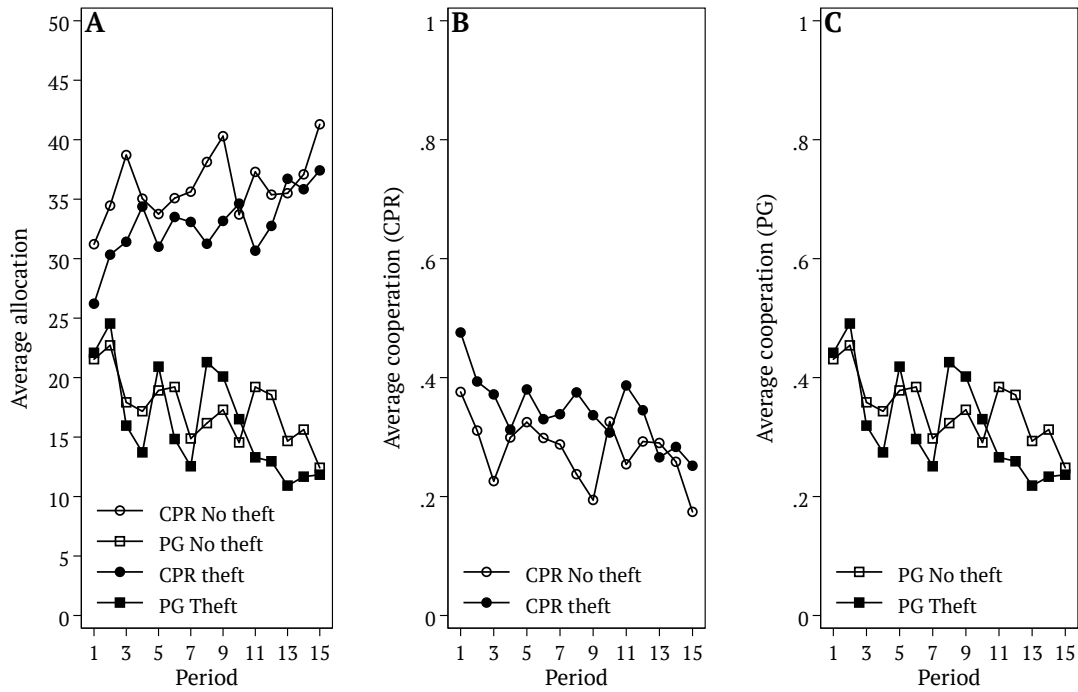 A
50
45
40
35
30
25
20
15
10
5
0
Average allocation
CPR No theft
PG No theft
CPR theft
PG Theft
1 3 5 7 9 11 13 15
Period
B
1
.8
.6
.4
.2
0
Average cooperation (CPR)
CPR No theft
CPR theft
1 3 5 7 9 11 13 15
Period
C
1
.8
.6
.4
.2
0
Average cooperation (PG)
PG No theft
PG Theft
1 3 5 7 9 11 13 15
Period